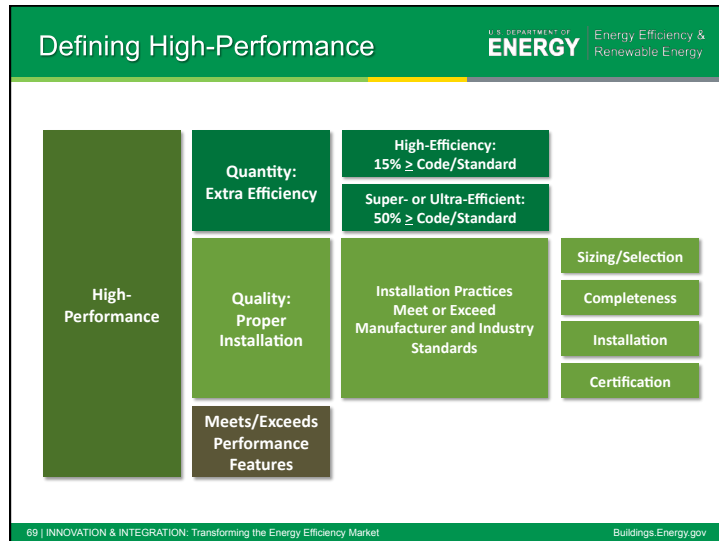 Defining High-Performance
U.S. DEPARTMENT OF
ENERGY
Energy Efficiency &
Renewable Energy
High-
Performance
Quantity:
Extra Efficiency
High-Efficiency:
15% > Code/Standard
Super- or Ultra-Efficient:
50% > Code/Standard
Quality:
Proper
Installation
Installation Practices
Meet or Exceed
Manufacturer and Industry
Standards
Sizing/Selection
Completeness
Installation
Certification
Meets/Exceeds
Performance
Features
69 | INNOVATION & INTEGRATION: Transforming the Energy Efficiency Market
Buildings.Energy.gov